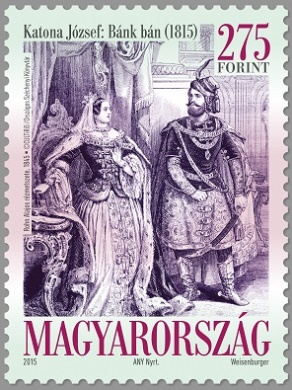 Katona József: Bánk bán (1815)
275
FORINT
MAGYARORSZÁG
2015
ANY Nyrt.
Weisenburger